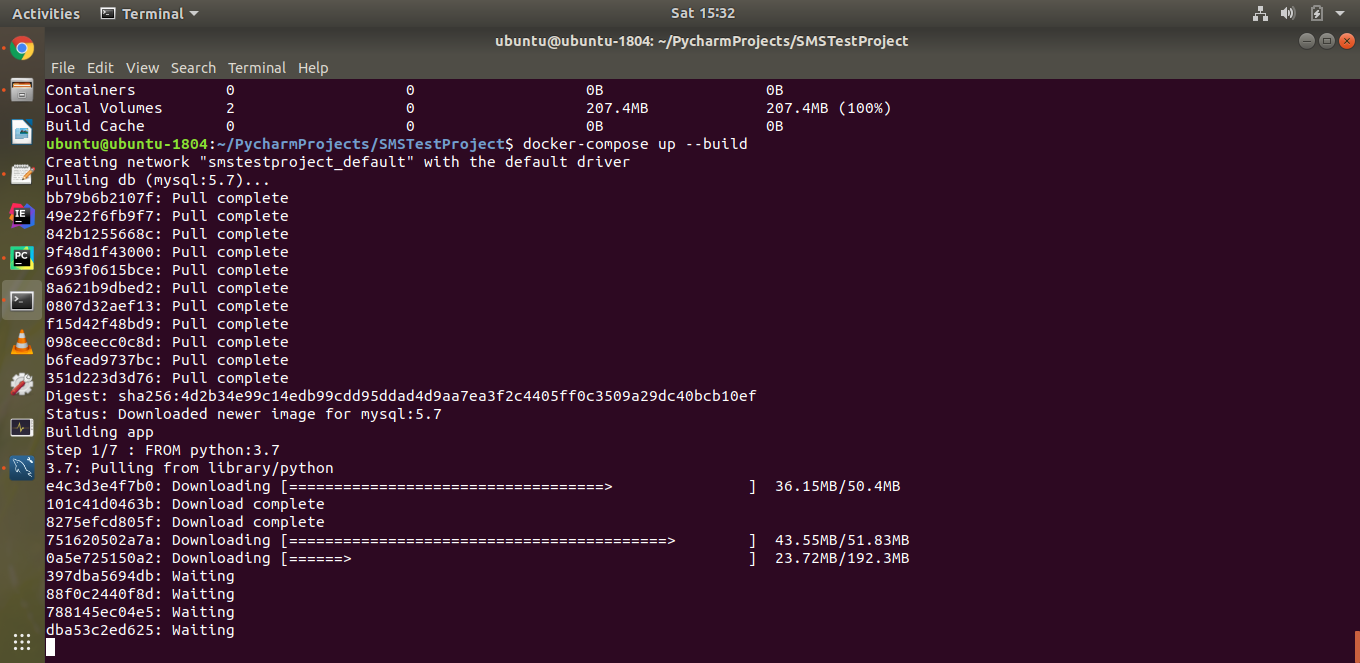 Activities Terminal Sat 15:32
ubuntu@ubuntu-1804: ~/PycharmProjects/SMSTestProject
File Edit View Search Terminal Help
Containers 0 0 0B 0B
Local Volumes 2 0 207.4MB 207.4MB (100%)
Build Cache 0 0 0B 0B
ubuntu@ubuntu-1804:~/PycharmProjects/SMSTestProject$ docker-compose up --build
Creating network "smstestproject_default" with the default driver
Pulling db (mysql:5.7)...
bb79b6b2107f: Pull complete
49e22f6fb9f7: Pull complete
842b1255668c: Pull complete
9f48d1f43000: Pull complete
c693f0615bce: Pull complete
8a621b9dbed2: Pull complete
0807d32aef13: Pull complete
f15d42f48bd9: Pull complete
098ceecc0c8d: Pull complete
b6fead9737bc: Pull complete
351d223d3d76: Pull complete
Digest: sha256:4d2b34e99c14edb99cdd95ddad4d9aa7ea3f2c4405ff0c3509a29dc40bcb10ef
Status: Downloaded newer image for mysql:5.7
Building app
Step 1/7 : FROM python:3.7
3.7: Pulling from library/python
e4c3d3e4f7b0: Downloading [===================================>               ] 36.15MB/50.4MB
101c41d0463b: Download complete
8275efcd805f: Download complete
751620502a7a: Downloading [==========================================>        ] 43.55MB/51.83MB
0a5e725150a2: Downloading [======>                                            ] 23.72MB/192.3MB
397dba5694db: Waiting
88f0c2440f8d: Waiting
788145ec04e5: Waiting
dba53c2ed625: Waiting
IE
PC